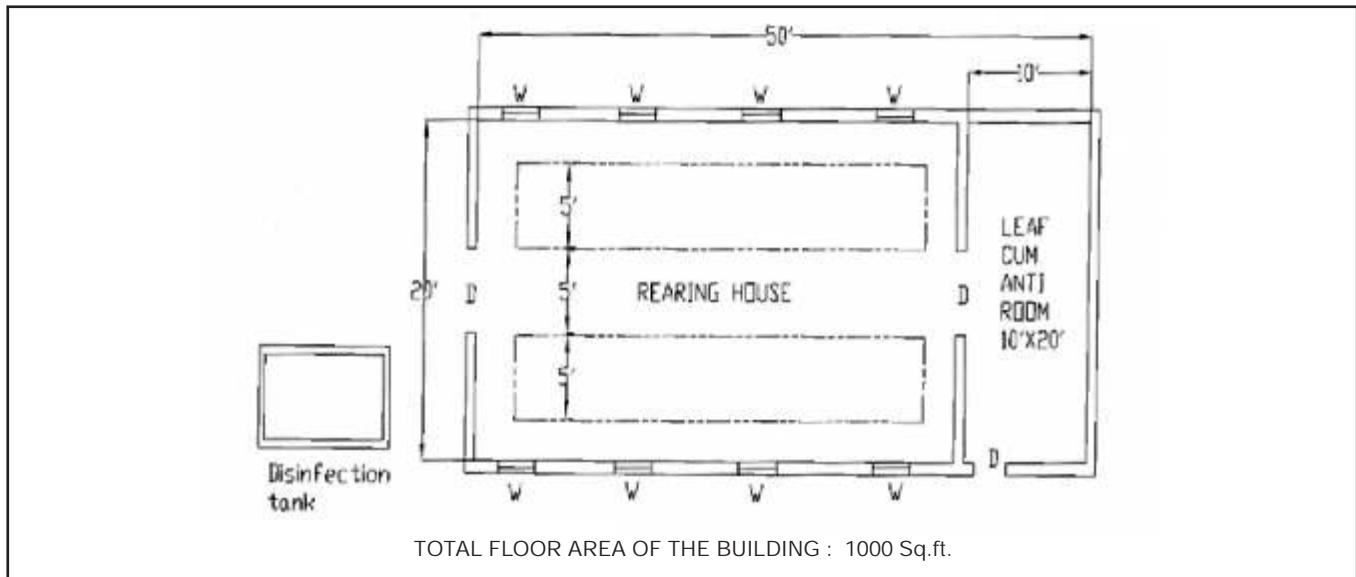 50'
10'
W W W W
5'
LEAF
CUM
ANTI
ROOM
10'X20'
20' D 5' REARING HOUSE D
5'
Disinfection
tank
D
W W W W
TOTAL FLOOR AREA OF THE BUILDING : 1000 Sq.ft.